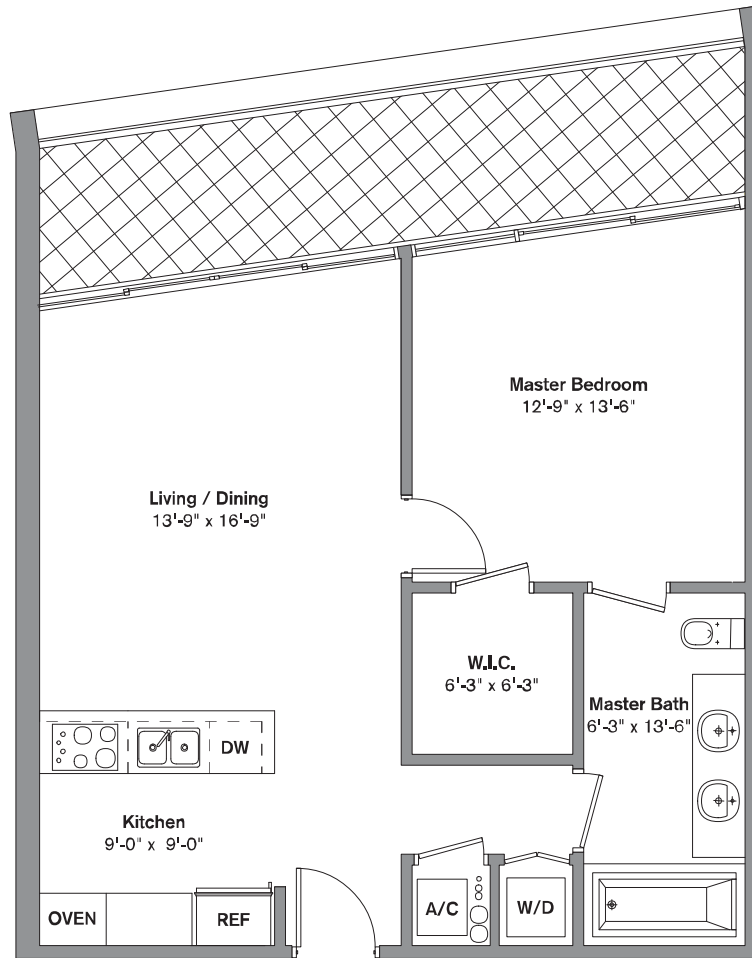 Master Bedroom
12'-9" x 13'-6"
Living / Dining
13'-9" x 16'-9"
W.I.C.
6'-3" x 6'-3"
Master Bath
6'-3" x 13'-6"
DW
Kitchen
9'-0" x 9'-0"
OVEN
REF
A/C
W/D